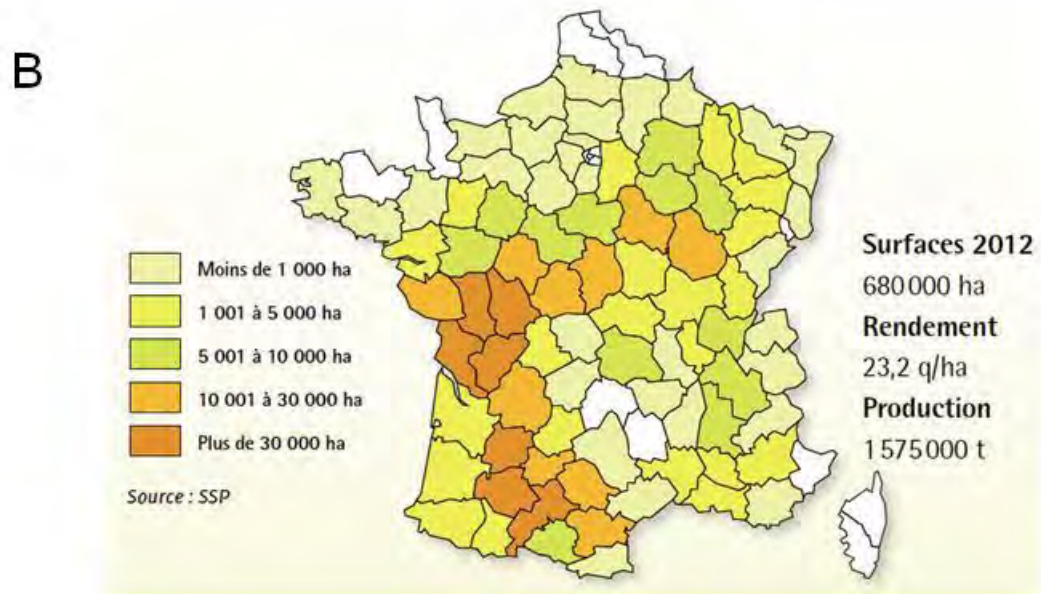 B
Moins de 1 000 ha
1 001 à 5 000 ha
5 001 à 10 000 ha
10 001 à 30 000 ha
Plus de 30 000 ha
Source : SSP
Surfaces 2012
680 000 ha
Rendement
23,2 q/ha
Production
1 575 000 t